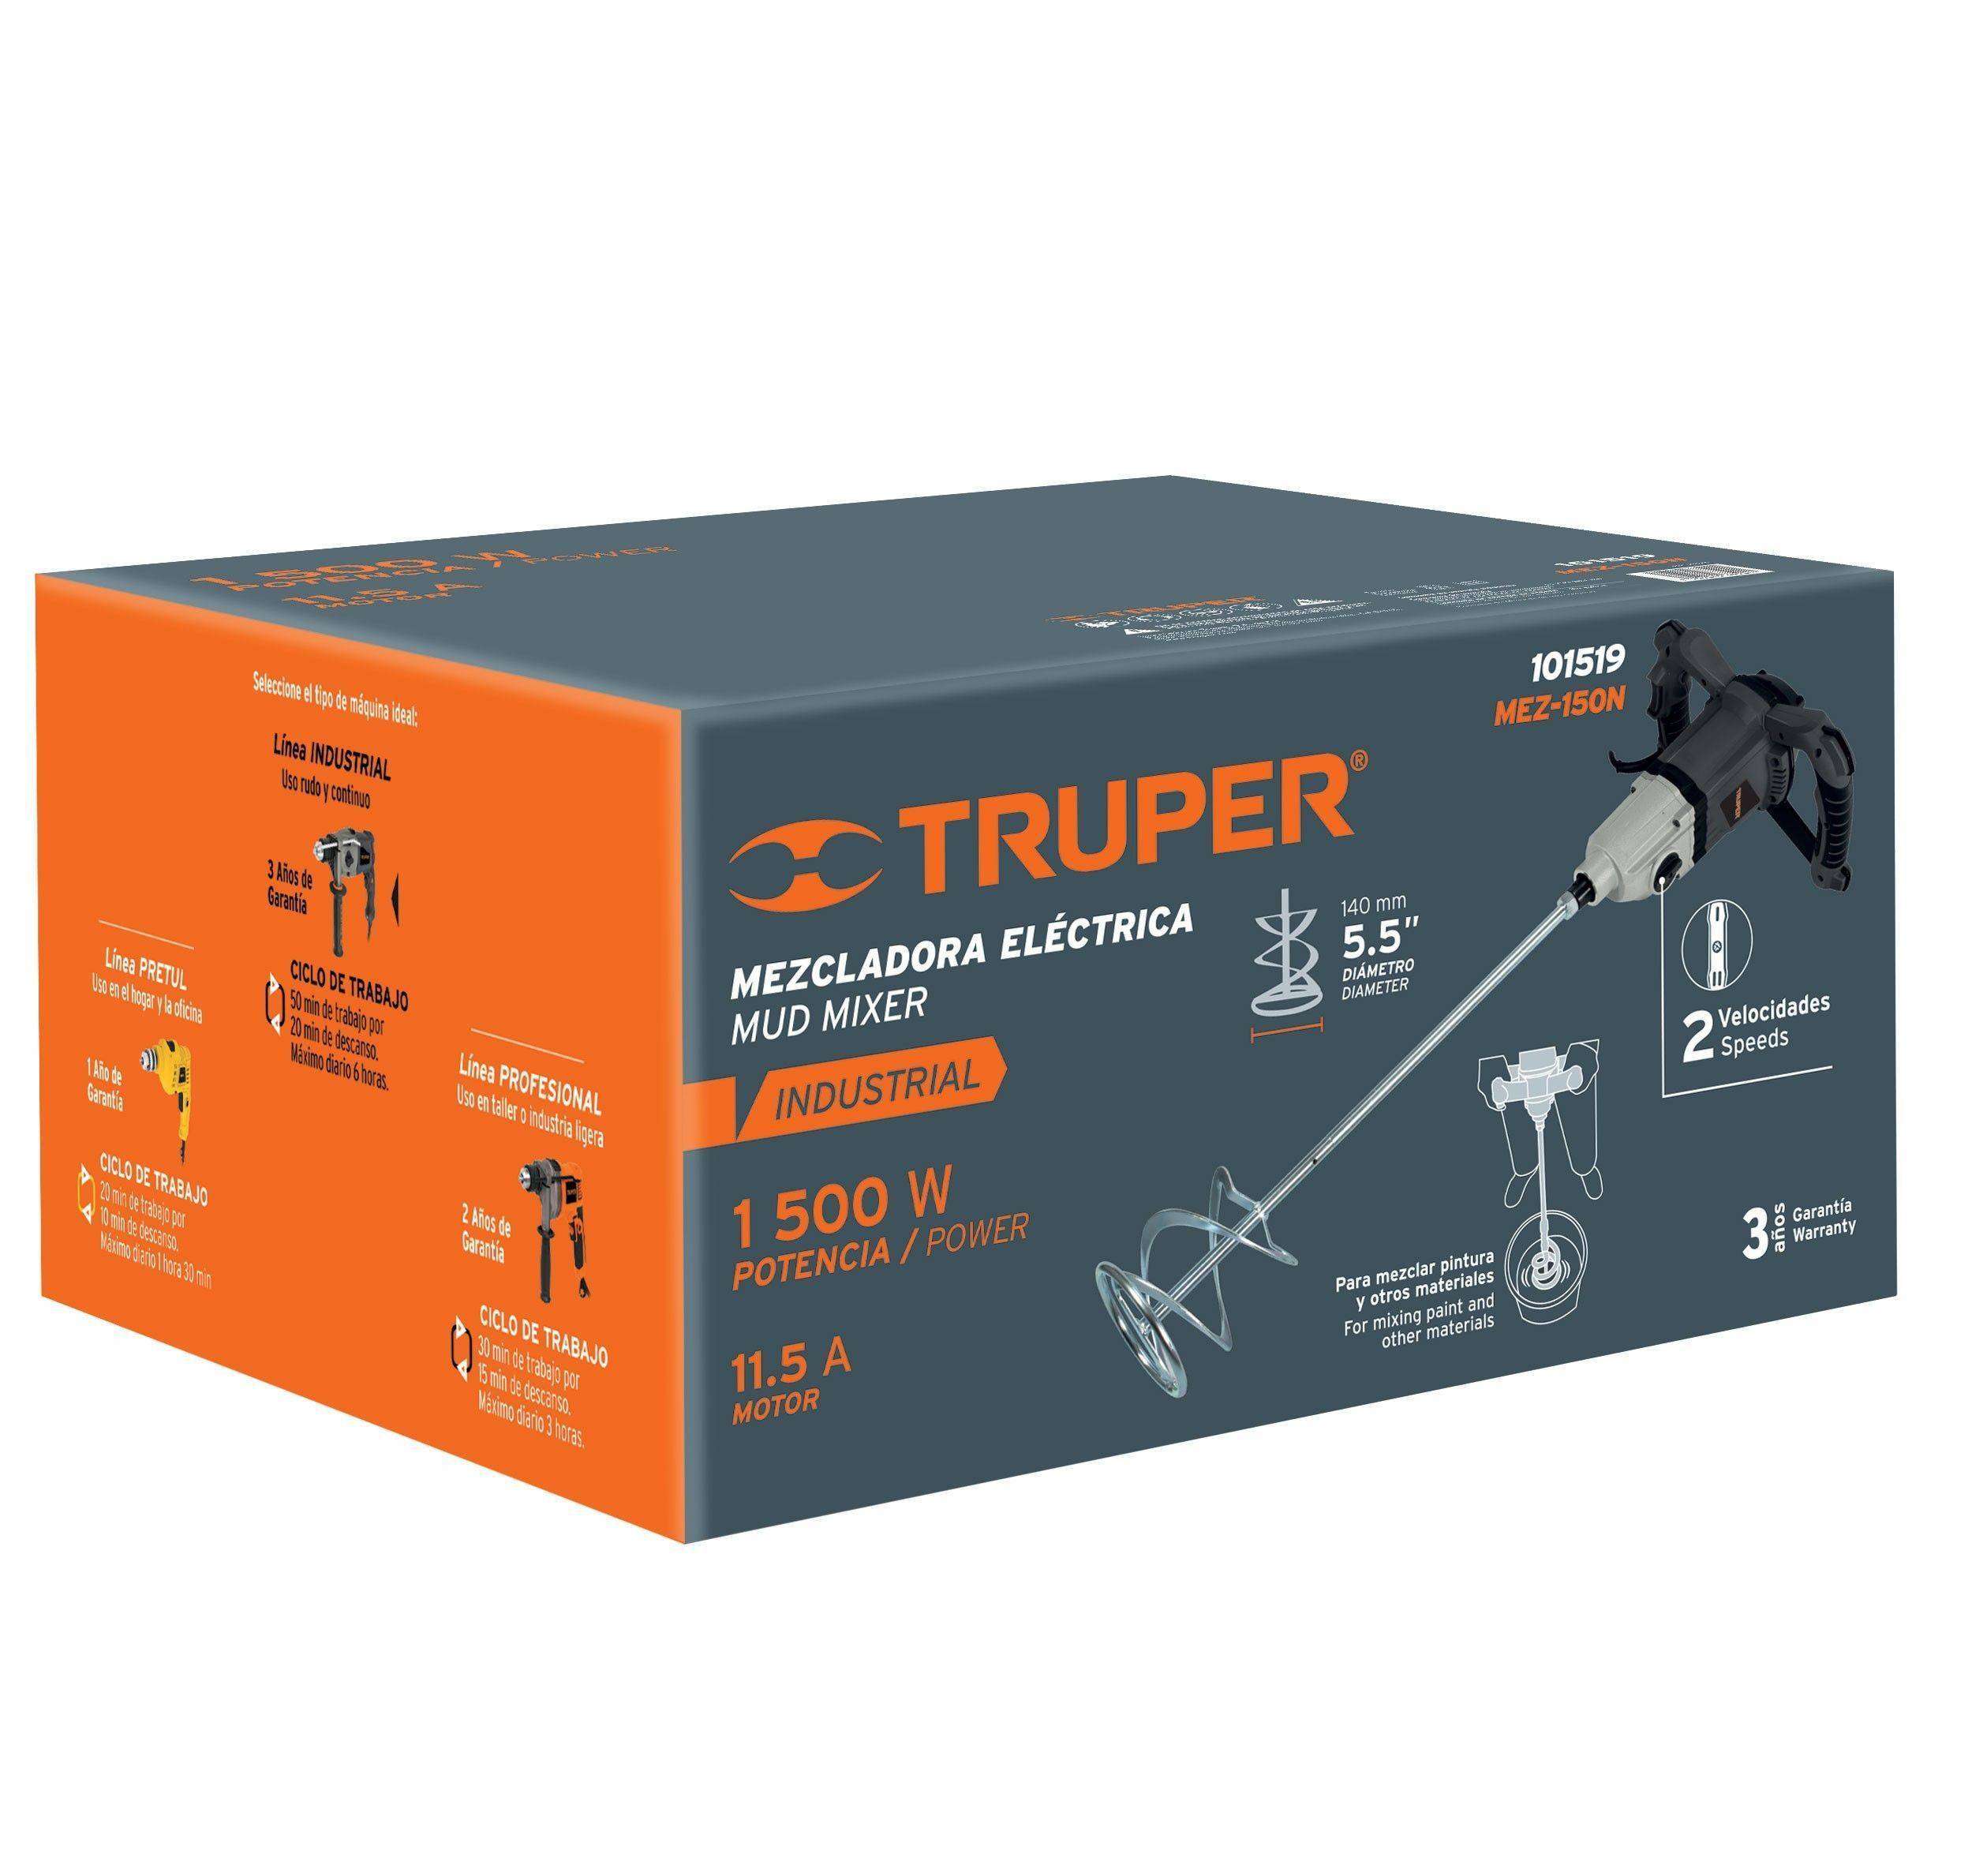 1 500 W
POTENCIA / POWER
11.5 A
MOTOR
TRUPER
101519
MEZ-150N
Seleccione el tipo de máquina ideal:
Línea INDUSTRIAL
Uso rudo y continuo
3 Años de
Garantía
CICLO DE TRABAJO
50 min de trabajo por
20 min de descanso.
Máximo diario 6 horas.
Línea PRETUL
Uso en el hogar y la oficina
1 Año de
Garantía
CICLO DE TRABAJO
20 min de trabajo por
10 min de descanso.
Máximo diario 1 hora 30 min
Línea PROFESIONAL
Uso en taller o industria ligera
2 Años de
Garantía
CICLO DE TRABAJO
30 min de trabajo por
15 min de descanso.
Máximo diario 3 horas.
101519
MEZ-150N
TRUPER®
MEZCLADORA ELÉCTRICA
MUD MIXER
INDUSTRIAL
1 500 W
POTENCIA / POWER
11.5 A
MOTOR
140 mm
5.5"
DIÁMETRO
DIAMETER
TRUPER
2 Velocidades
Speeds
Para mezclar pintura
y otros materiales
For mixing paint and
other materials
3 años Garantía
Warranty